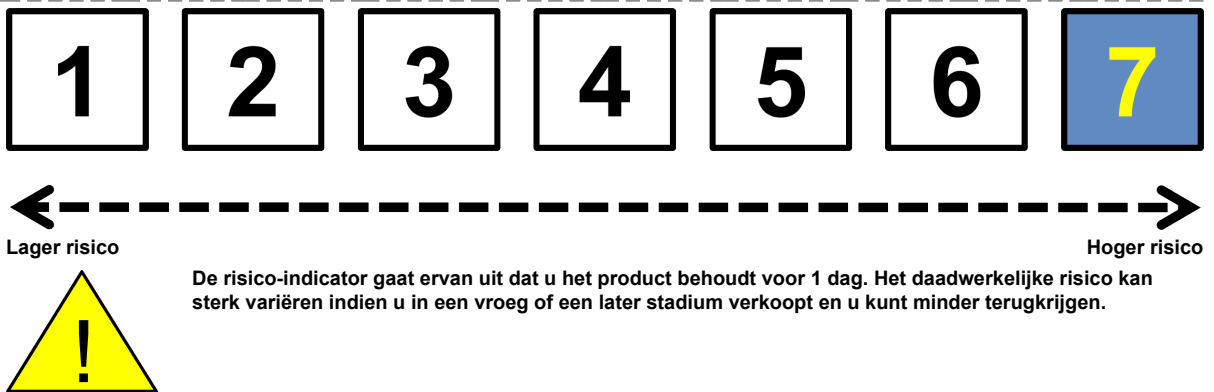 1 2 3 4 5 6 7
Lager risico Hoger risico
De risico-indicator gaat ervan uit dat u het product behoudt voor 1 dag. Het daadwerkelijke risico kan
sterk variëren indien u in een vroeg of een later stadium verkoopt en u kunt minder terugkrijgen.
!